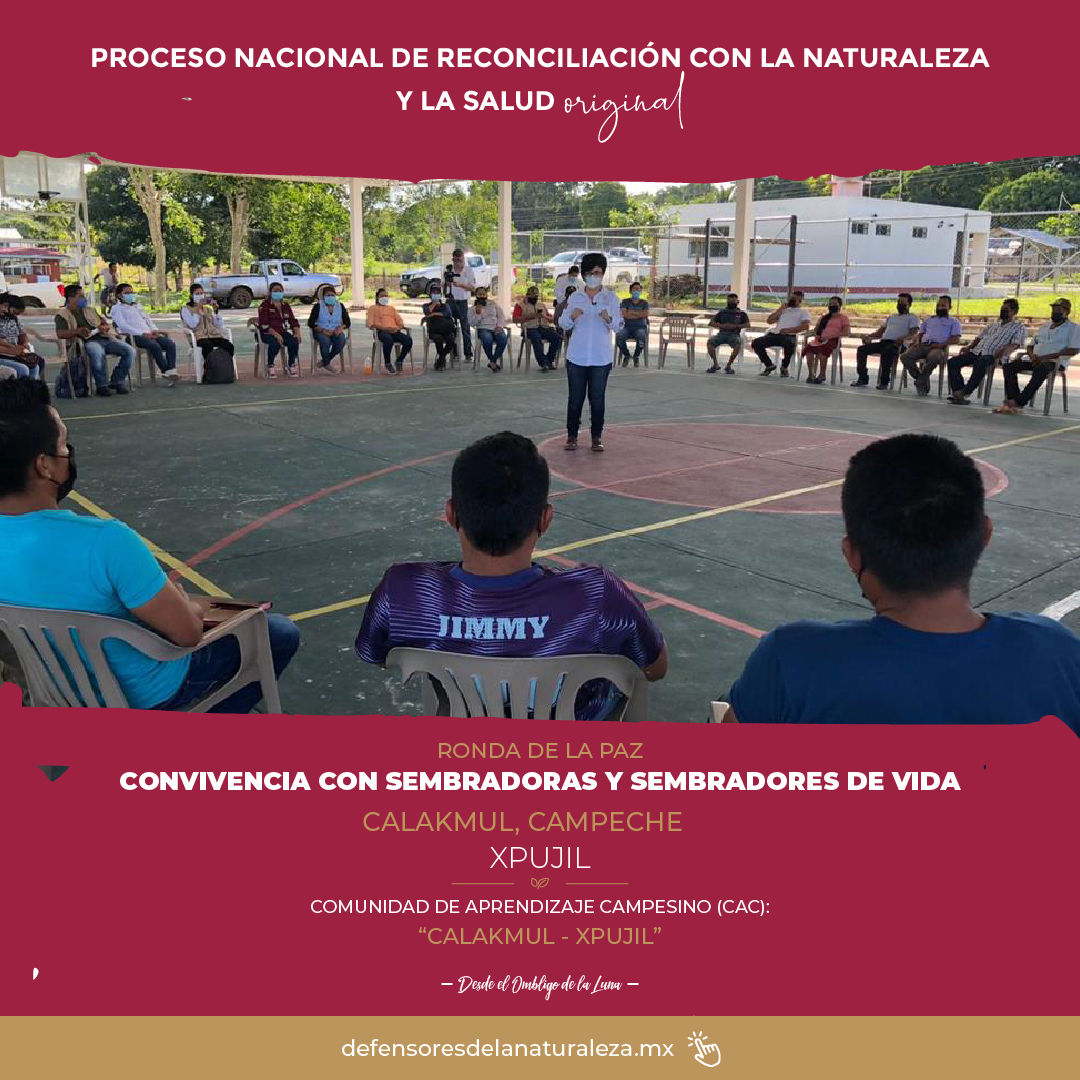 PROCESO NACIONAL DE RECONCILIACIÓN CON LA NATURALEZA
Y LA SALUD original
JIMMY
RONDA DE LA PAZ
CONVIVENCIA CON SEMBRADORAS Y SEMBRADORES DE VIDA
CALAKMUL, CAMPECHE
XPUJIL
COMUNIDAD DE APRENDIZAJE CAMPESINO (CAC):
“CALAKMUL - XPUJIL”
— Desde el Ombligo de la Luna —
defensoresdelanaturaleza.mx